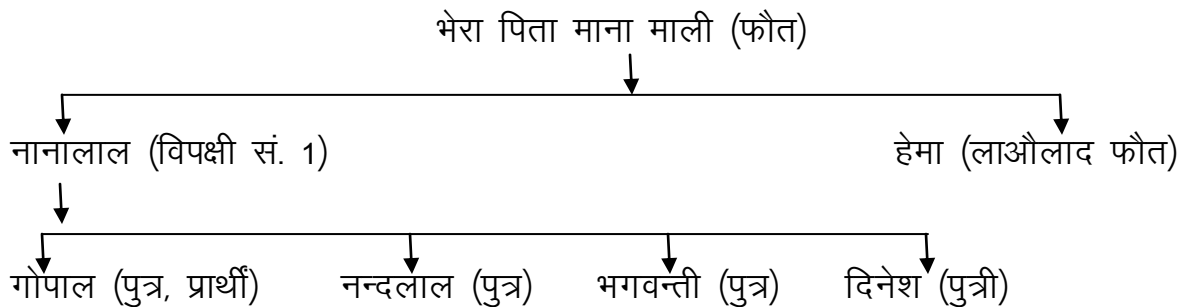 भेरा पिता माना माली (फौत)
नानालाल (विपक्षी सं. 1) हेमा (लाऔलाद फौत)
गोपाल (पुत्र, प्रार्थीं) नन्दलाल (पुत्र) भगवन्ती (पुत्र) दिनेश (पुत्री)